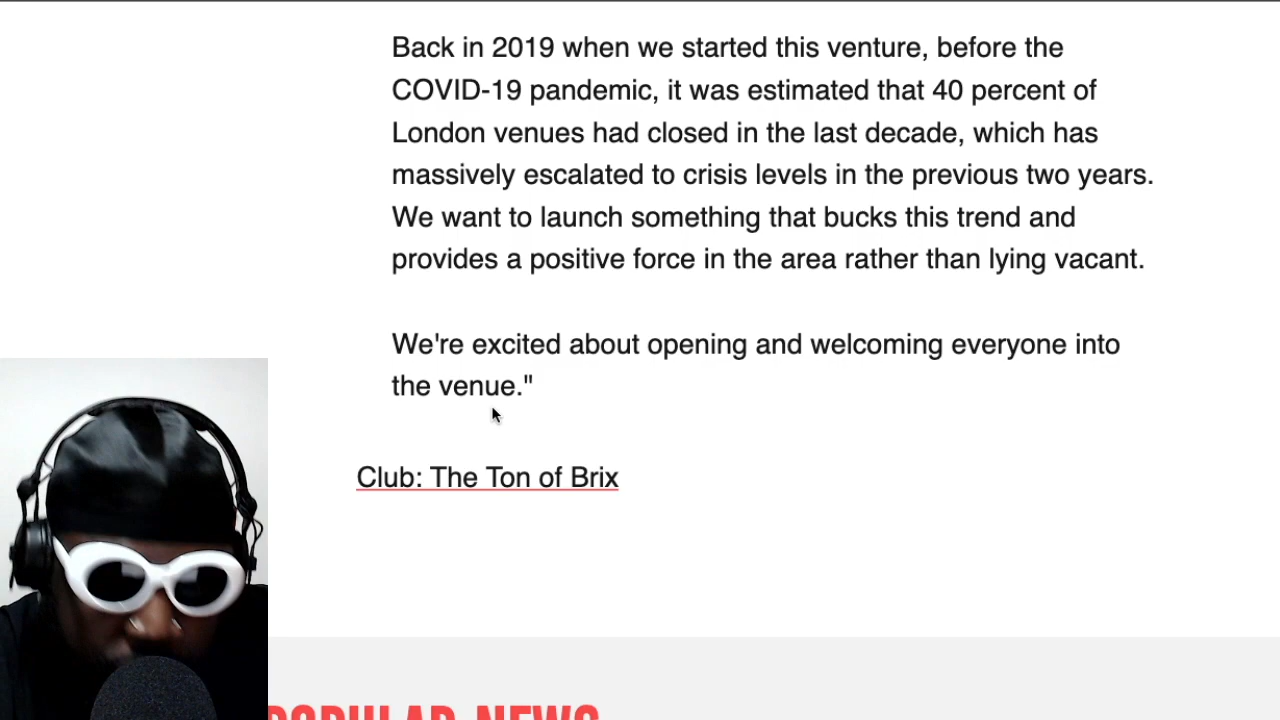 Back in 2019 when we started this venture, before the
COVID-19 pandemic, it was estimated that 40 percent of
London venues had closed in the last decade, which has
massively escalated to crisis levels in the previous two years.
We want to launch something that bucks this trend and
provides a positive force in the area rather than lying vacant.
We're excited about opening and welcoming everyone into
the venue."
Club: The Ton of Brix
POPULAR NEWS